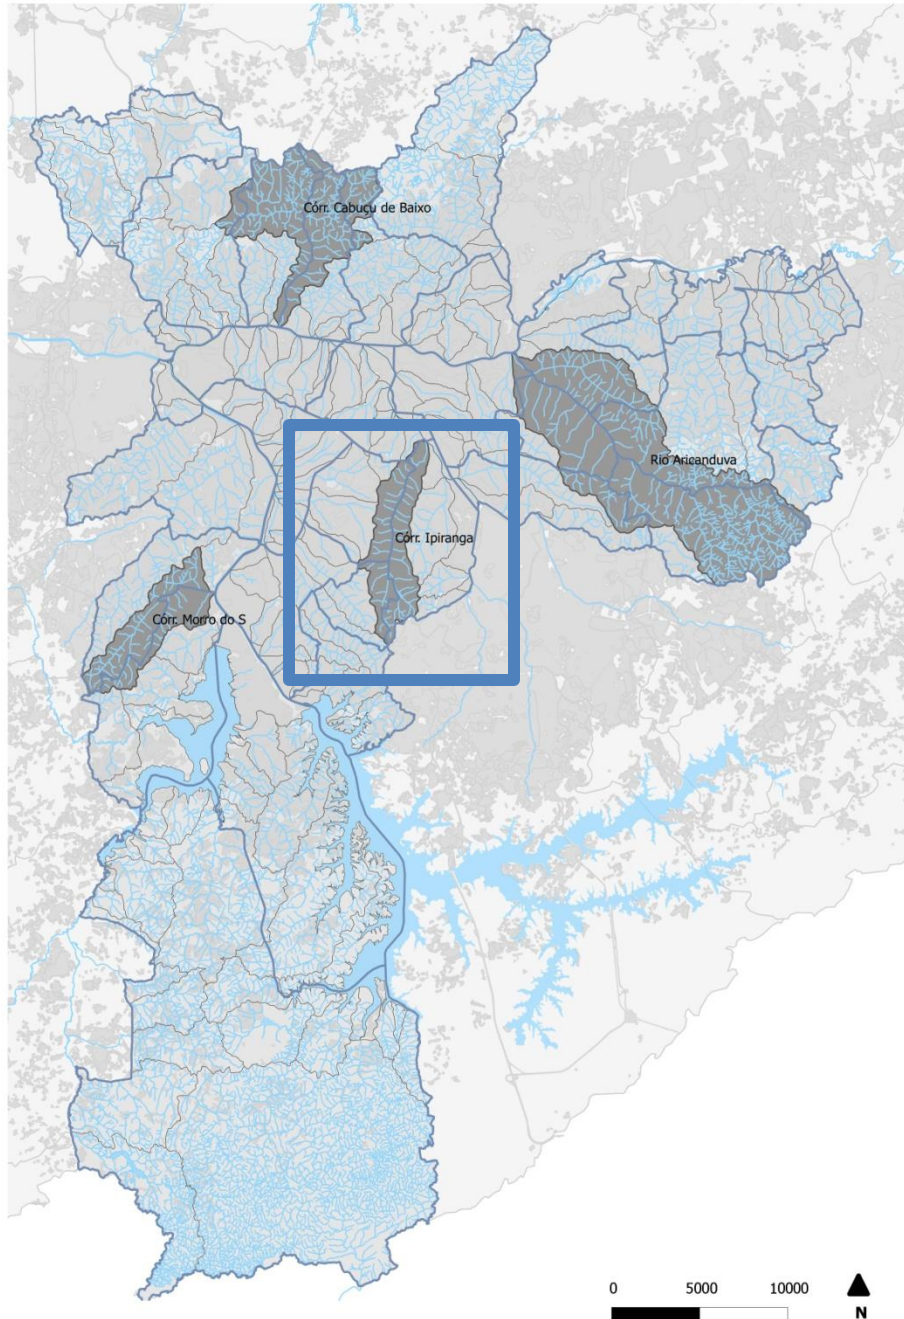 Córr. Cabuçu de Baixo
Rio Aricanduva
Córr. Ipiranga
Córr. Morro do S
0 5000 10000
N